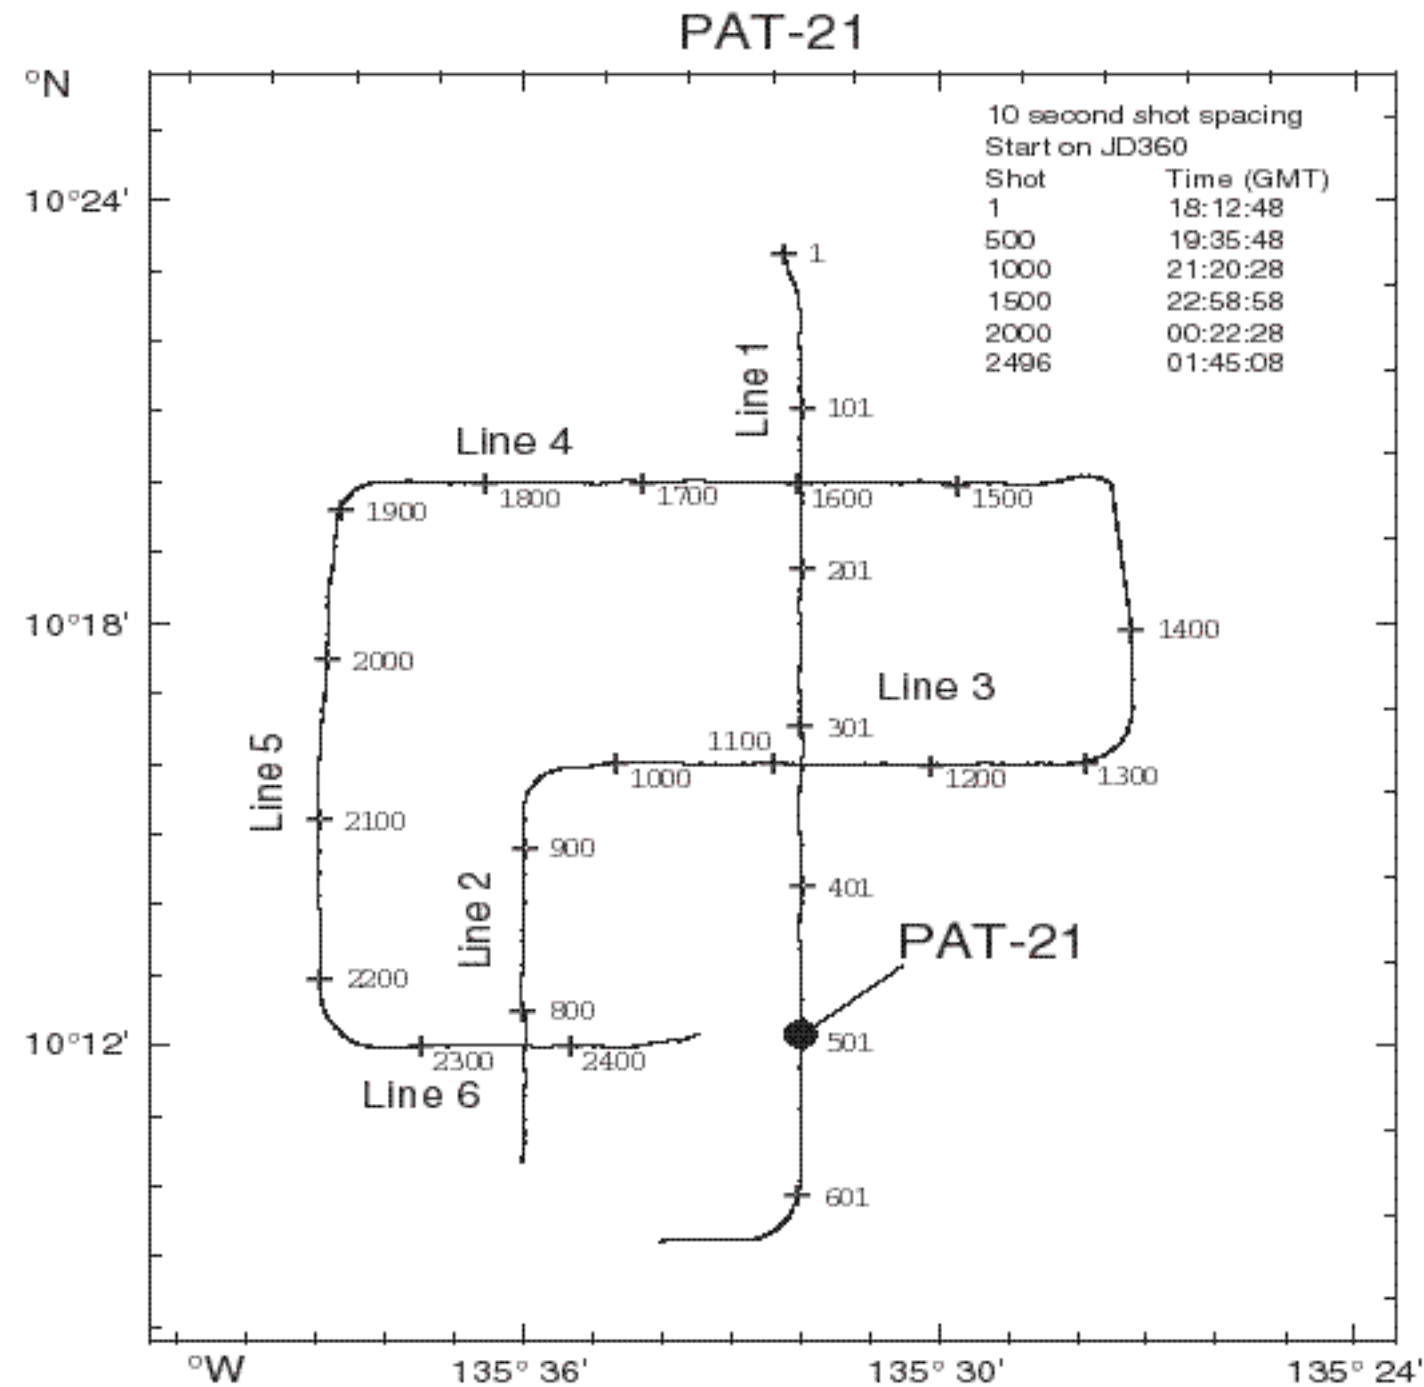 PAT-21
°N
10 second shot spacing
Start on JD360
Shot Time (GMT)
1 18:12:48
500 19:35:48
1000 21:20:28
1500 22:58:58
2000 00:22:28
2496 01:45:08
10°24'
1
Line 1
101
Line 4
1900
1800
1700
1600
1500
201
10°18'
1400
2000
Line 3
301
1100
1000
1200
1300
Line 5
2100
900
Line 2
401
PAT-21
2200
800
501
10°12'
2300
2400
Line 6
601
°W
135° 36'
135° 30'
135° 24'